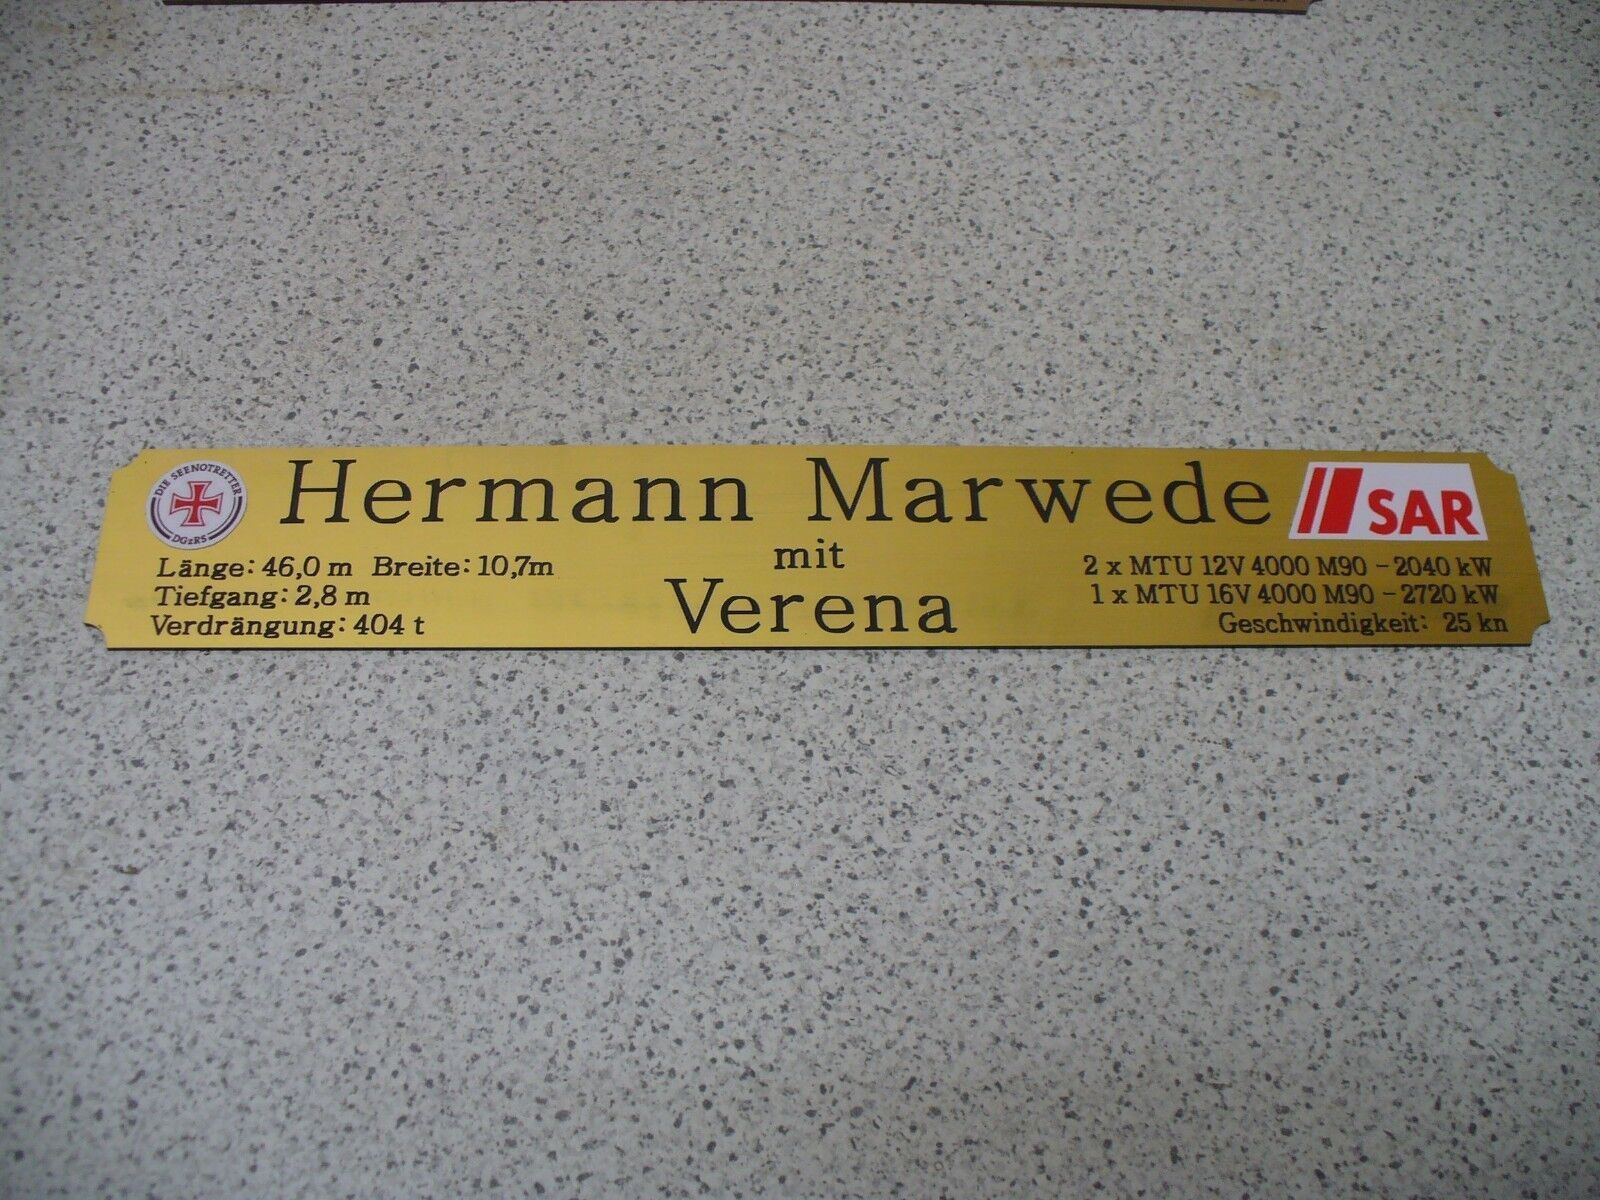 DIE SEENOTRETTER
DGzRS
Hermann Marwede
SAR
mit
Verena
Länge: 46,0 m Breite: 10,7m
Tiefgang: 2,8 m
Verdrängung: 404 t
2 x MTU 12V 4000 M90 - 2040 kW
1 x MTU 16V 4000 M90 - 2720 kW
Geschwindigkeit: 25 kn